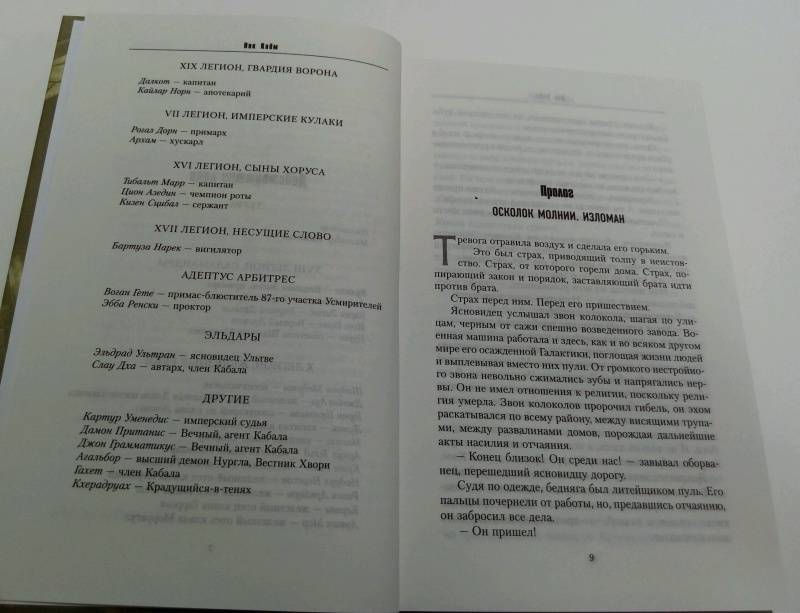 Ник Кайм
XIX ЛЕГИОН, ГВАРДИЯ ВОРОНА
Далкот — капитан
Кайлар Норн — апотекарий
VII ЛЕГИОН, ИМПЕРСКИЕ КУЛАКИ
Рогал Дорн — примарх
Архам — хускарл
XVI ЛЕГИОН, СЫНЫ ХОРУСА
Тибальт Марр — капитан
Цион Азедин — чемпион роты
Кизен Сцибал — сержант
XVII ЛЕГИОН, НЕСУЩИЕ СЛОВО
Бартуза Нарек — вигилятор
АДЕПТУС АРБИТРЕС
Воган Гёте — примас-блюститель 87-го участка Усмирителей
Эбба Ренски — проктор
ЭЛЬДАРЫ
Эльдрад Ультран — ясновидец Ультве
Слау Дха — автарх, член Кабала
ДРУГИЕ
Картур Уменедис — имперский судья
Дамон Пританис — Вечный, агент Кабала
Джон Грамматикус — Вечный, агент Кабала
Агальбор — высший демон Нургла, Вестник Хвори
Гахет — член Кабала
Кхерадруах — Крадущийся-в-тенях
Пролог
ОСКОЛОК МОЛНИИ. ИЗЛОМАН
Тревога отравила воздух и сделала его горьким.
Это был страх, приводящий толпу в неистов-
ство. Страх, от которого горели дома. Страх, по-
пирающий закон и порядок, заставляющий брата идти
против брата.
Страх перед ним. Перед его пришествием.
Ясновидец услышал звон колокола, шагая по ули-
цам, черным от сажи спешно возведенного завода. Во-
енная машина работала и здесь, как и во всяком другом
мире его осажденной Галактики, поглощая жизни людей
и выплевывая вместо них пули. От громкого нестройно-
го звона невольно сжимались зубы и напрягались нер-
вы. Он не имел отношения к религии, поскольку рели-
гия умерла. Звон колоколов пророчил гибель, он эхом
раскатывался по всему району, между висящими трупа-
ми, между развалинами домов, порождая дальнейшие
акты насилия и отчаяния.
— Конец близок! Он среди нас! — завывал оборва-
нец, перешедший ясновидцу дорогу.
Судя по одежде, бедняга был литейщиком пуль. Его
пальцы почернели от работы, но, предавшись отчаянию,
он забросил все дела.
— Он пришел!
9